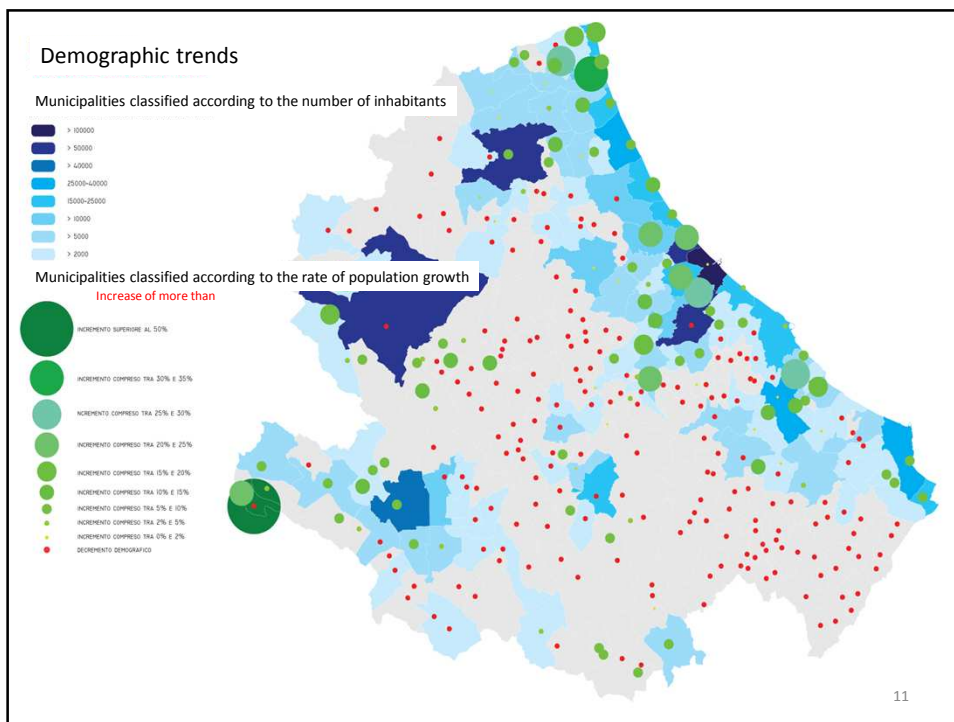 Demographic trends
Municipalities classified according to the number of inhabitants
> 100000
> 50000
> 40000
25000÷40000
15000÷25000
> 10000
> 5000
> 2000
Municipalities classified according to the rate of population growth
Increase of more than
INCREMENTO SUPERIORE AL 50%
INCREMENTO COMPRESO TRA 30% E 35%
INCREMENTO COMPRESO TRA 25% E 30%
INCREMENTO COMPRESO TRA 20% E 25%
INCREMENTO COMPRESO TRA 15% E 20%
INCREMENTO COMPRESO TRA 10% E 15%
INCREMENTO COMPRESO TRA 5% E 10%
INCREMENTO COMPRESO TRA 2% E 5%
INCREMENTO COMPRESO TRA 0% E 2%
DECREMENTO DEMOGRAFICO
11